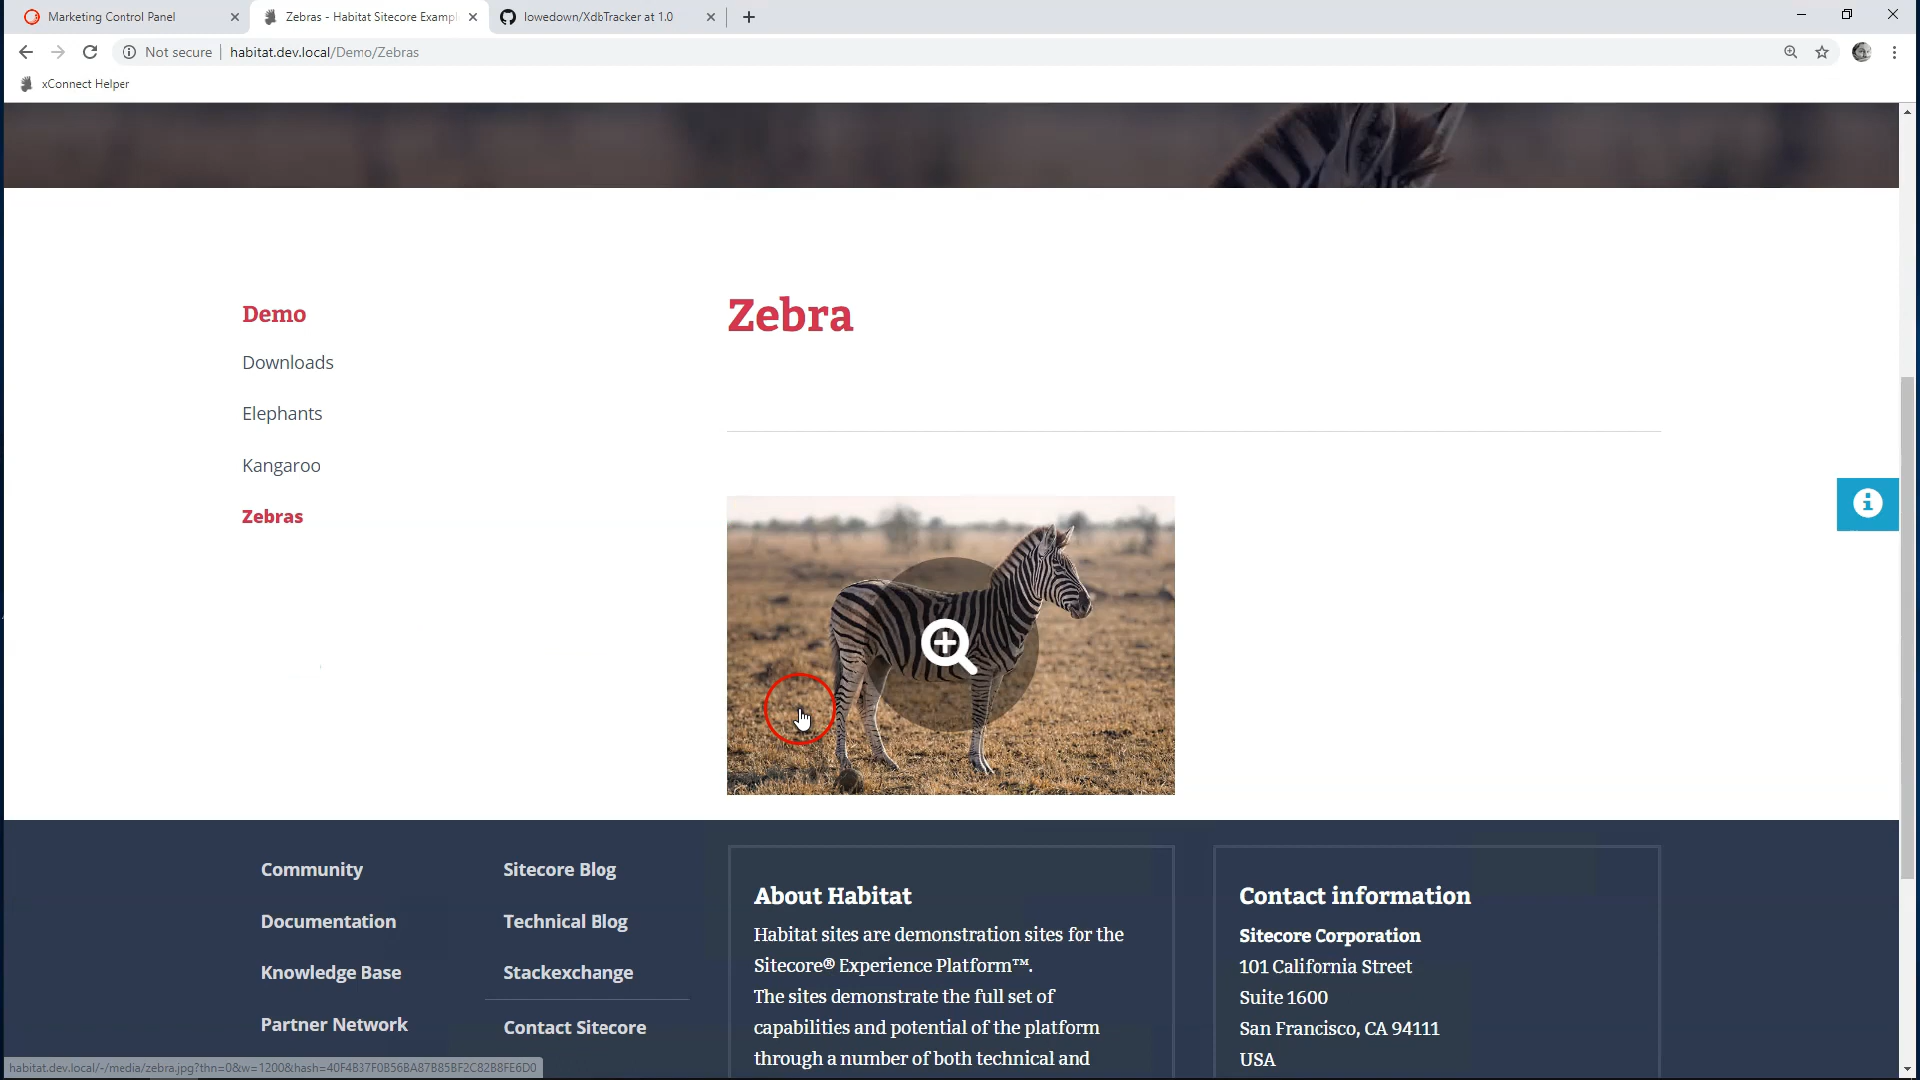 Marketing Control Panel
Zebras - Habitat Sitecore Exampl
lowedown/XdbTracker at 1.0
Not secure
habitat.dev.local/Demo/Zebras
xConnect Helper
Demo
Downloads
Elephants
Kangaroo
Zebras
Zebra
Community
Documentation
Knowledge Base
Partner Network
Sitecore Blog
Technical Blog
Stackexchange
Contact Sitecore
About Habitat
Habitat sites are demonstration sites for the
Sitecore® Experience Platform™.
The sites demonstrate the full set of
capabilities and potential of the platform
through a number of both technical and
Contact information
Sitecore Corporation
101 California Street
Suite 1600
San Francisco, CA 94111
USA
habitat.dev.local/-/media/zebra.jpg?thn=0&w=1200&hash=40F4B37F0B56BA87B85BF2C82B8FE6D0